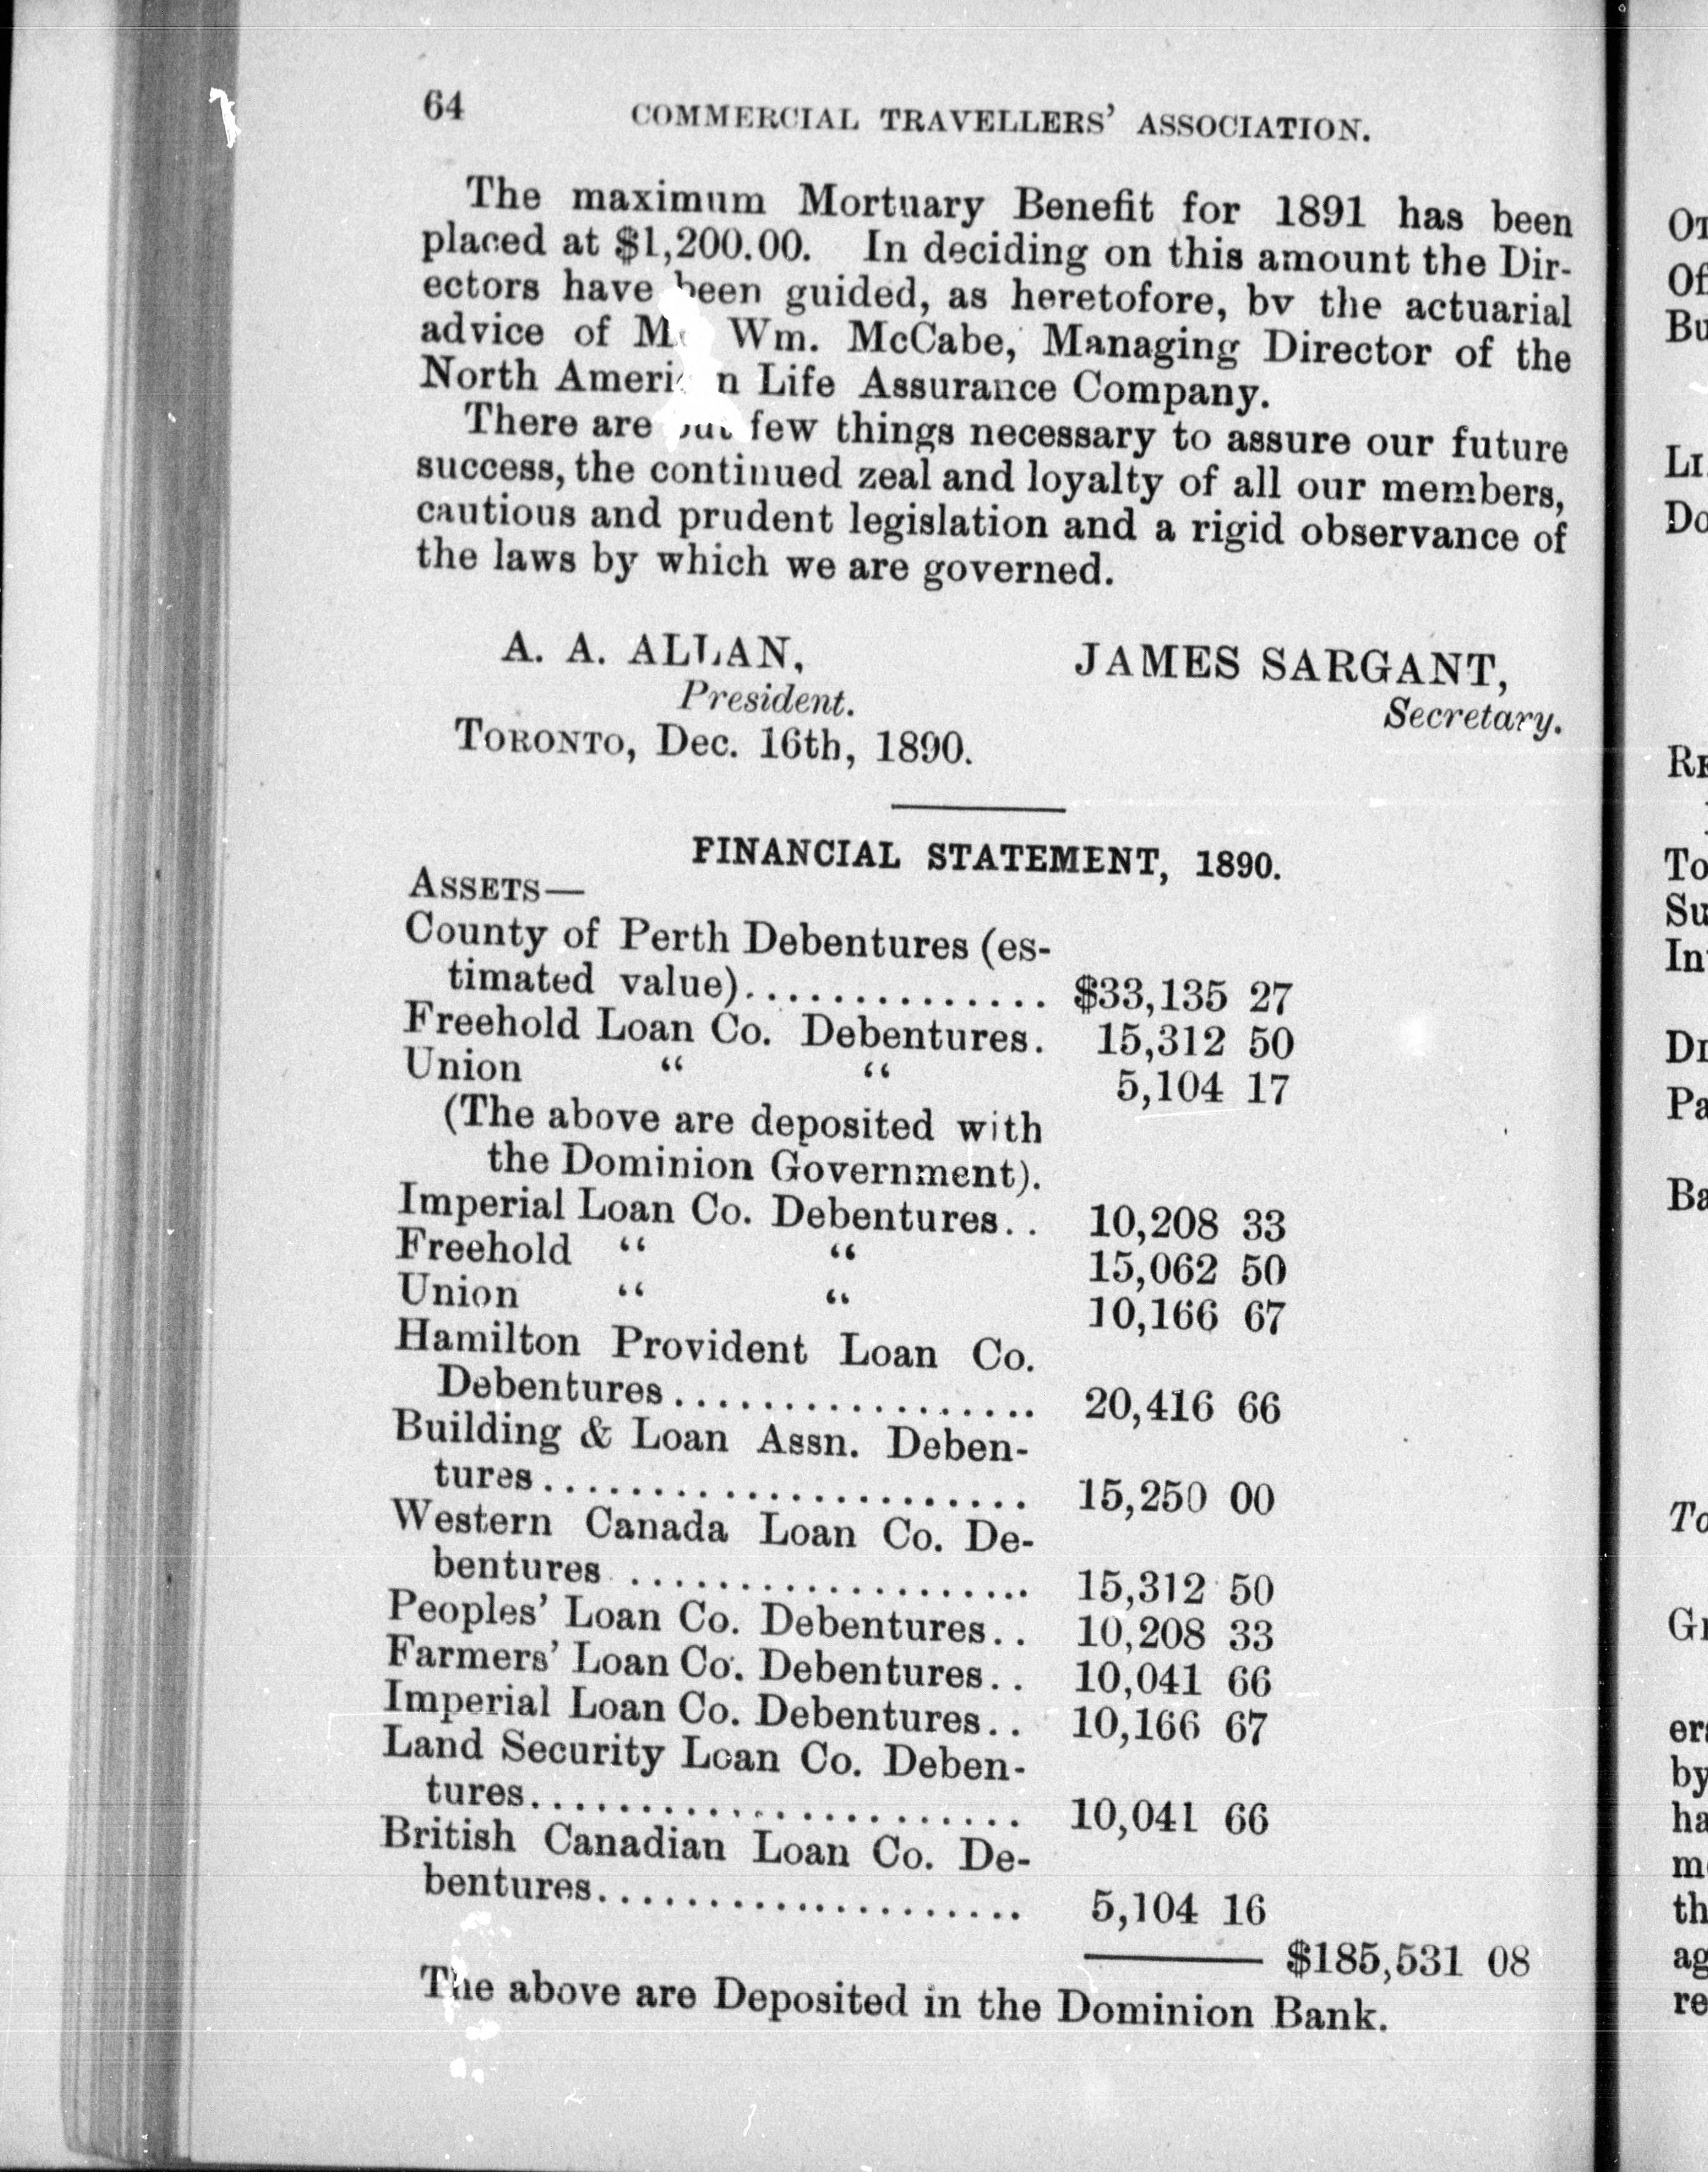 64 COMMERCIAL TRAVELLERS' ASSOCIATION.
The maximum Mortuary Benefit for 1891 has been
placed at $1,200.00. In deciding on this amount the Dir-
ectors have been guided, as heretofore, by the actuarial
advice of Wm. McCabe, Managing Director of the
North American Life Assurance Company.
There are but few things necessary to assure our future
success, the continued zeal and loyalty of all our members,
cautious and prudent legislation and a rigid observance of
the laws by which we are governed.
A. A. ALLAN, JAMES SARGANT,
President. Secretary.
TORONTO, Dec. 16th, 1890.
FINANCIAL STATEMENT, 1890.
ASSETS—
County of Perth Debentures (es-
timated value).............. $33,135 27
Freehold Loan Co. Debentures. 15,312 50
Union “ “ 5,104 17
(The above are deposited with
the Dominion Government).
Imperial Loan Co. Debentures.. 10,208 33
Freehold “ “ 15,062 50
Union “ “ 10,166 67
Hamilton Provident Loan Co.
Debentures................. 20,416 66
Building & Loan Assn. Deben-
tures....................... 15,250 00
Western Canada Loan Co. De-
bentures ................... 15,312 50
Peoples' Loan Co. Debentures.. 10,208 33
Farmers' Loan Co. Debentures.. 10,041 66
Imperial Loan Co. Debentures.. 10,166 67
Land Security Loan Co. Deben-
tures....................... 10,041 66
British Canadian Loan Co. De-
bentures.................... 5,104 16
$185,531 08
The above are Deposited in the Dominion Bank.